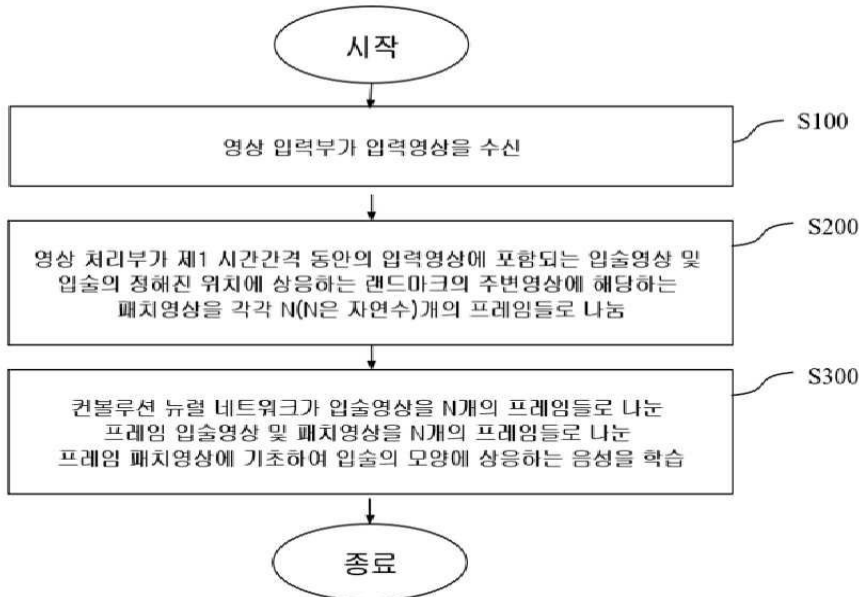 시작
영상 입력부가 입력영상을 수신
S100
영상 처리부가 제1 시간간격 동안의 입력영상에 포함되는 입술영상 및
입술의 정해진 위치에 상응하는 랜드마크의 주변영상에 해당하는
패치영상을 각각 N(N은 자연수)개의 프레임들로 나눔
S200
컨볼루션 뉴럴 네트워크가 입술영상을 N개의 프레임들로 나눈
프레임 입술영상 및 패치영상을 N개의 프레임들로 나눈
프레임 패치영상에 기초하여 입술의 모양에 상응하는 음성을 학습
S300
종료